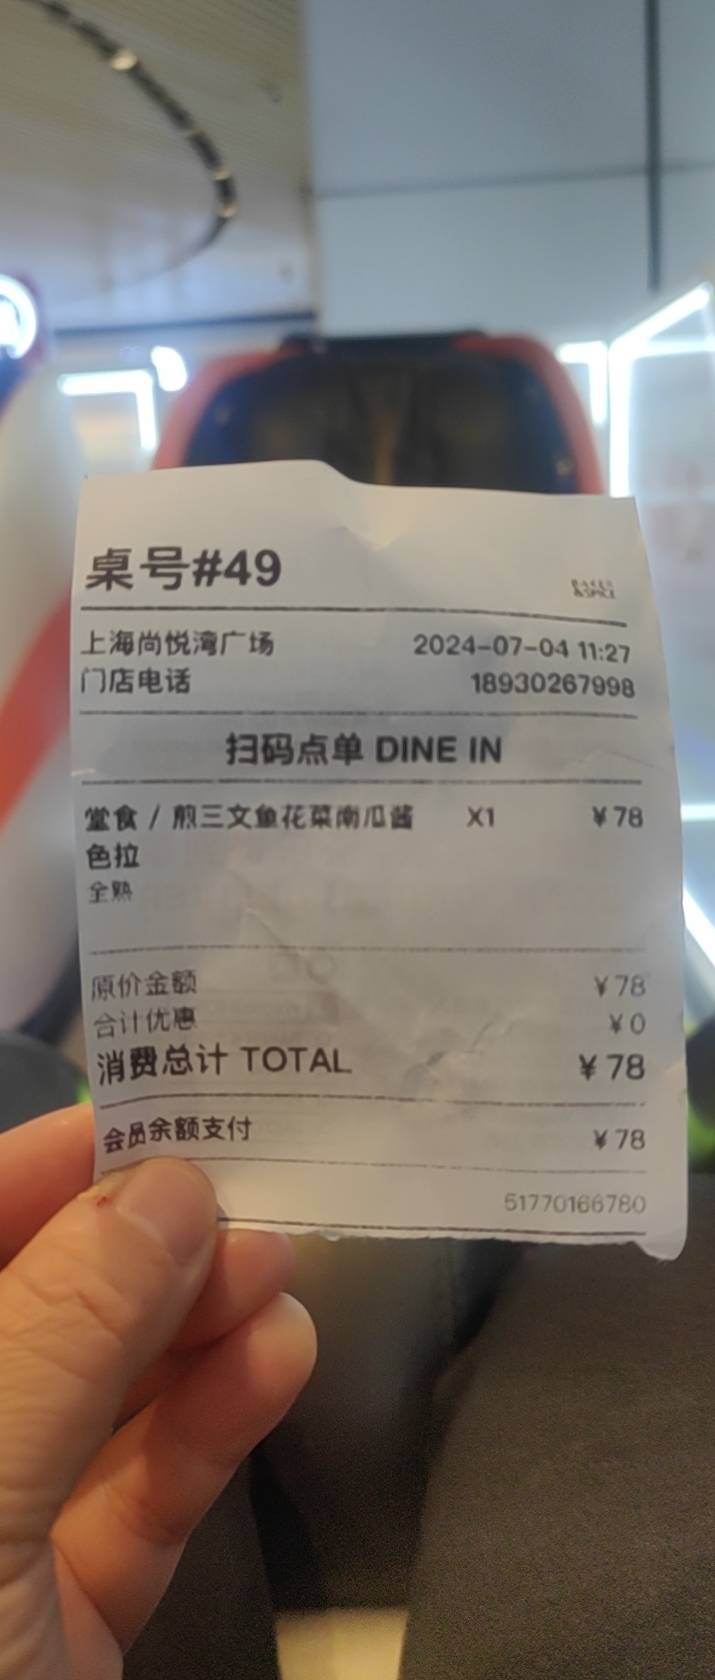 桌号#49
BAKER
&SPICE
上海尚悦湾广场 2024-07-04 11:27
门店电话 18930267998
扫码点单 DINE IN
堂食 / 煎三文鱼花菜南瓜酱 X1 ￥78
色拉
全熟
原价金额 ￥78
合计优惠 ￥0
消费总计 TOTAL ￥78
会员余额支付 ￥78
51770166780